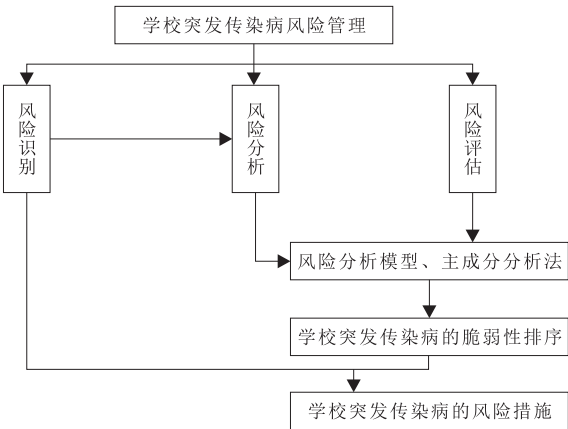 学校突发传染病风险管理
风险识别
风险分析
风险评估
风险分析模型、主成分分析法
学校突发传染病的脆弱性排序
学校突发传染病的风险措施